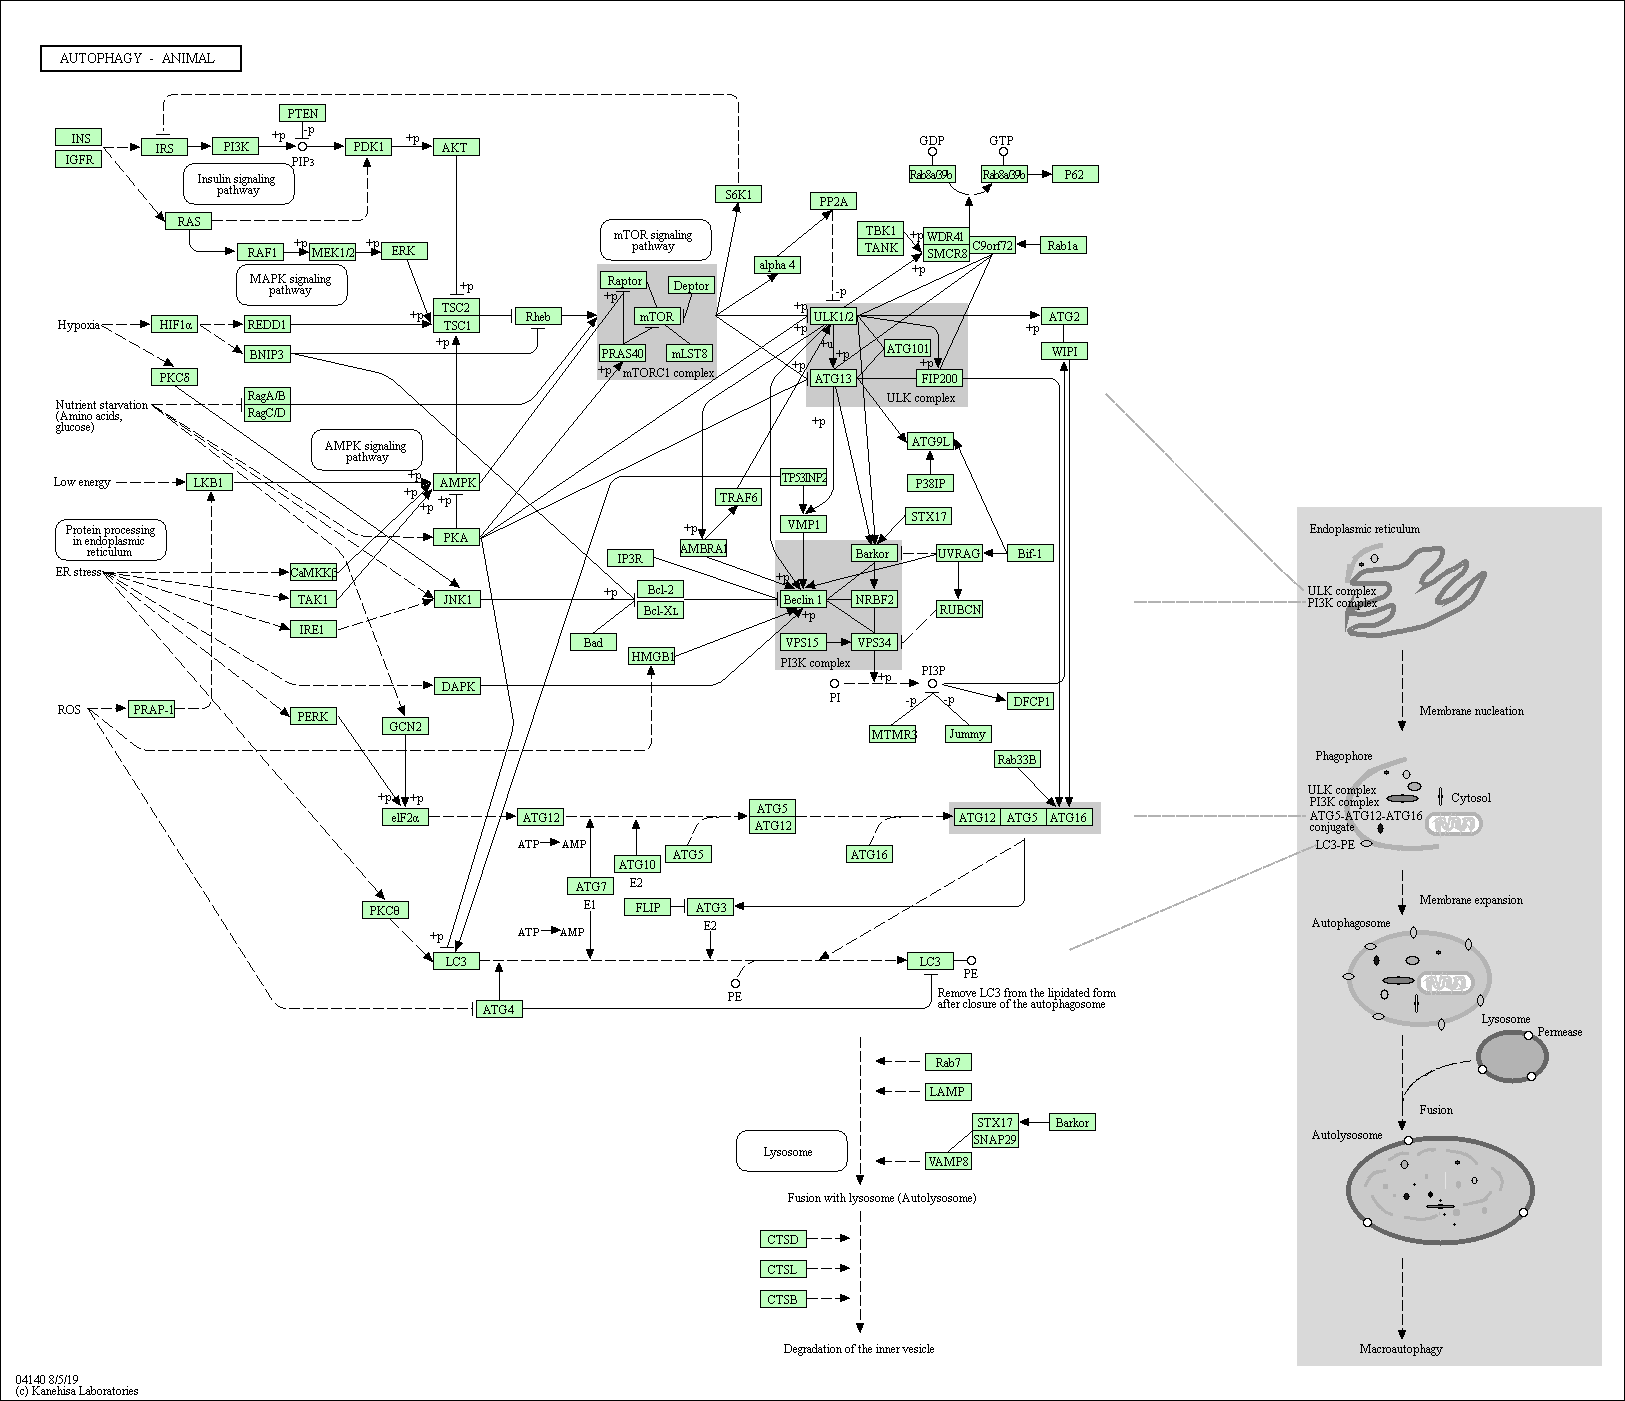 AUTOPHAGY - ANIMAL
INS
IGFR
IRS
PI3K
+p
PTEN
-p
PIP3
PDK1
+p
AKT
Insulin signaling
pathway
RAS
RAF1
+p
MEK1/2
+p
ERK
MAPK signaling
pathway
+p
TSC2
TSC1
+p
+p
Hypoxia
HIF1α
REDD1
BNIP3
PKCδ
Rheb
mTOR signaling
pathway
Raptor
+p
Deptor
mTOR
PRAS40
+p
mLST8
mTORC1 complex
S6K1
PP2A
alpha 4
-p
GDP
GTP
Rab8a/39b
Rab8a/39b
P62
TBK1
TANK
+p
WDR41
SMCR8
C9orf72
Rab1a
+p
+p
+p
ULK1/2
+u
+p
ATG101
+p
+p
ATG13
FIP200
ULK complex
+p
ATG2
+p
WIPI
Nutrient starvation
(Amino acids,
glucose)
RagA/B
RagC/D
AMPK signaling
pathway
Low energy
LKB1
+p
+p
+p
+p
AMPK
PKA
ATG9L
P38IP
TP53INP2
TRAF6
VMP1
STX17
+p
AMBRA1
Barkor
UVRAG
Bif-1
Protein processing
in endoplasmic
reticulum
ER stress
CaMKKβ
TAK1
IRE1
JNK1
IP3R
+p
Bcl-2
Bcl-XL
Bad
HMGB1
+p
Beclin 1
+p
NRBF2
RUBCN
VPS15
VPS34
PI3K complex
+p
DAPK
PI
PI3P
-p
-p
DFCP1
MTMR3
Jummy
ROS
PRAP-1
PERK
GCN2
Rab33B
+p
+p
eIF2α
ATG12
ATG5
ATG12
ATG12
ATG5
ATG16
ATP
AMP
ATG10
E2
ATG5
ATG16
ATG7
E1
FLIP
ATG3
E2
PKCθ
ATP
AMP
+p
LC3
LC3
PE
PE
ATG4
Remove LC3 from the lipidated form
after closure of the autophagosome
Rab7
LAMP
STX17
SNAP29
Barkor
VAMP8
Lysosome
Fusion with lysosome (Autolysosome)
CTSD
CTSL
CTSB
Degradation of the inner vesicle
Endoplasmic reticulum
ULK complex
PI3K complex
Membrane nucleation
Phagophore
ULK complex
PI3K complex
ATG5-ATG12-ATG16
conjugate
LC3-PE
Cytosol
Membrane expansion
Autophagosome
Lysosome
Permease
Fusion
Autolysosome
Macroautophagy
04140 8/5/19
(c) Kanehisa Laboratories